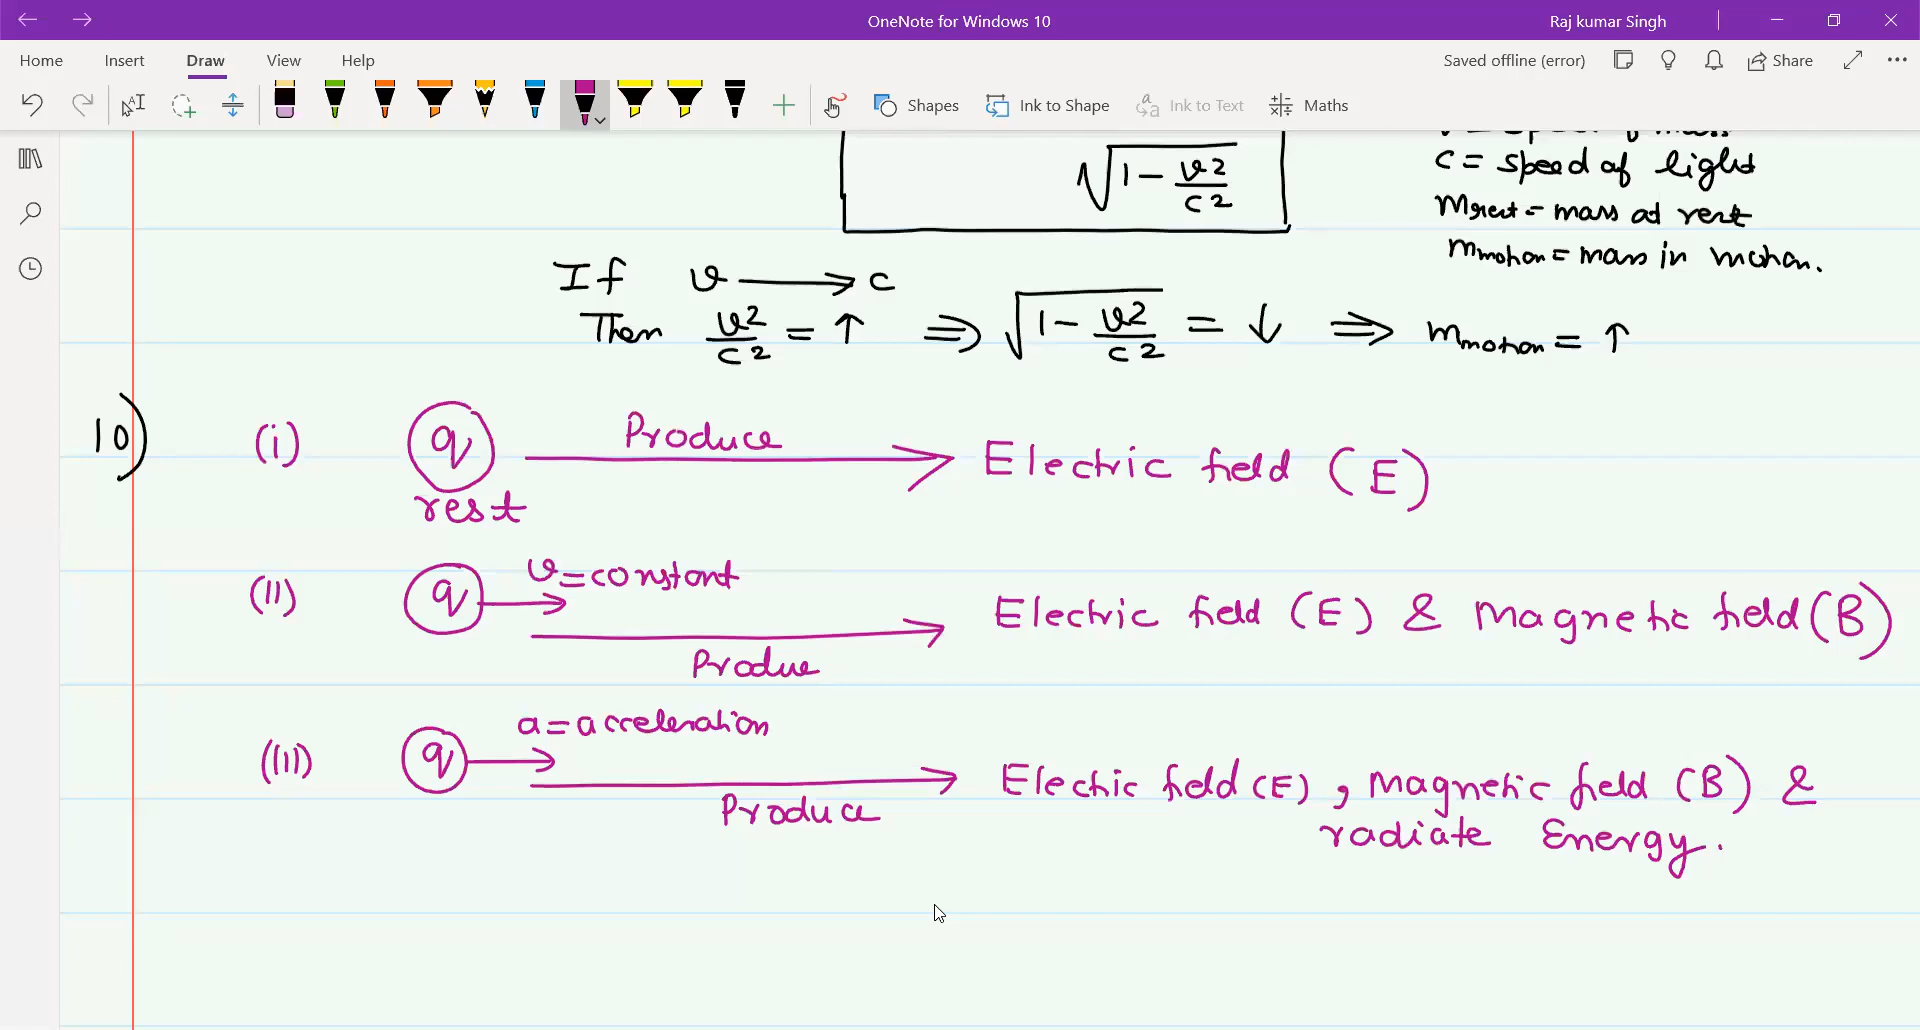 OneNote for Windows 10
Raj kumar Singh
Home Insert Draw View Help
Saved offline (error) Share
Shapes Ink to Shape Ink to Text Maths
√1 - v²/c²
c = speed of light
m rest = mass at rest
m motion = mass in motion.
If v → c
Then v²/c² = ↑ ⇒ √1 - v²/c² = ↓ ⇒ m motion = ↑
10) (i) q Produce → Electric field (E)
rest
(II) q → v = constant
→ Electric field (E) & Magnetic field (B)
Produe
(III) q → a = acceleration
→ Electric field (E), Magnetic field (B) &
Produce
radiate Energy.